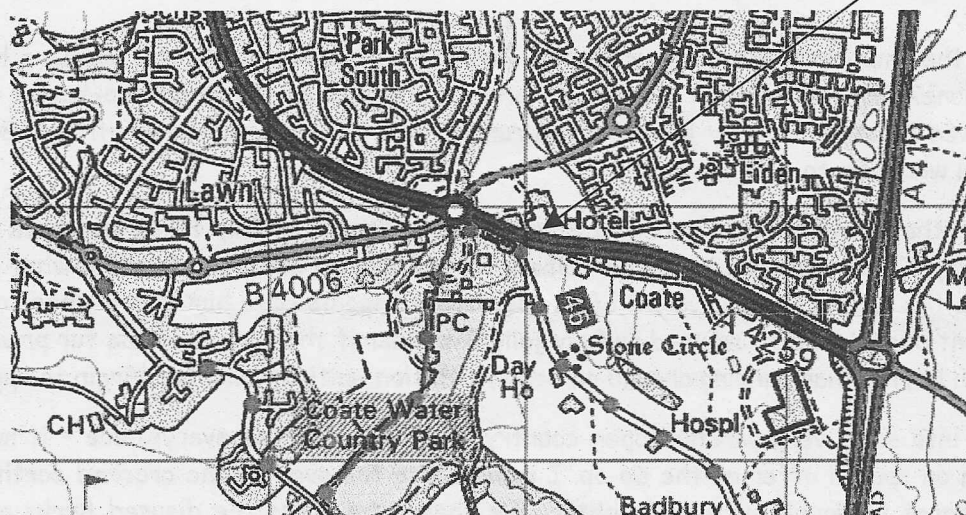 Park
South
Liden
A 419
Lawn
Hotel
B 4006
Coate
PC
A 4259
Stone Circle
Day
Ho
Coate Water
Country Park
Hospl
CH
Badbury